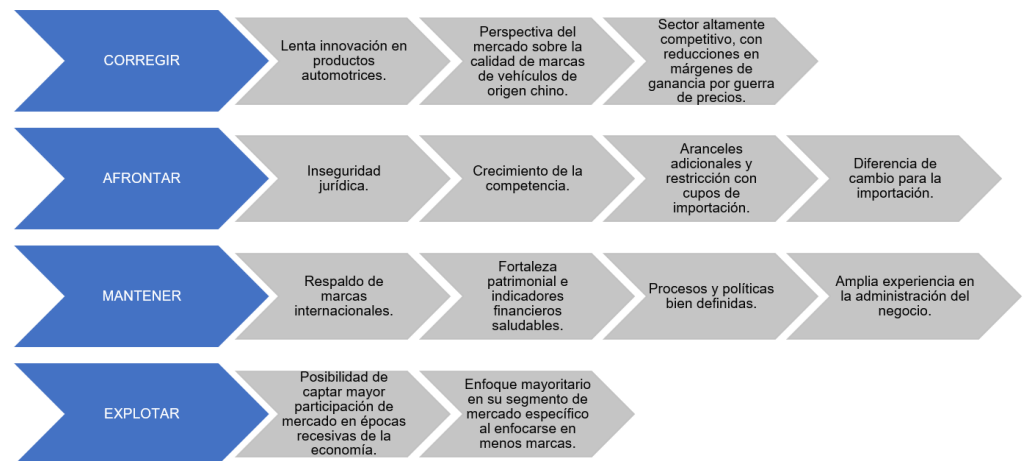 CORREGIR
Lenta innovación en
productos
automotrices.
Perspectiva del
mercado sobre la
calidad de marcas
de vehículos de
origen chino.
Sector altamente
competitivo, con
reducciones en
márgenes de
ganancia por guerra
de precios.
AFRONTAR
Inseguridad
jurídica.
Crecimiento de la
competencia.
Aranceles
adicionales y
restricción con
cupos de
importación.
Diferencia de
cambio para la
importación.
MANTENER
Respaldo de
marcas
internacionales.
Fortaleza
patrimonial e
indicadores
financieros
saludables.
Procesos y políticas
bien definidas.
Amplia experiencia en
la administración del
negocio.
EXPLOTAR
Posibilidad de
captar mayor
participación de
mercado en épocas
recesivas de la
economía.
Enfoque mayoritario
en su segmento de
mercado específico
al enfocarse en
menos marcas.